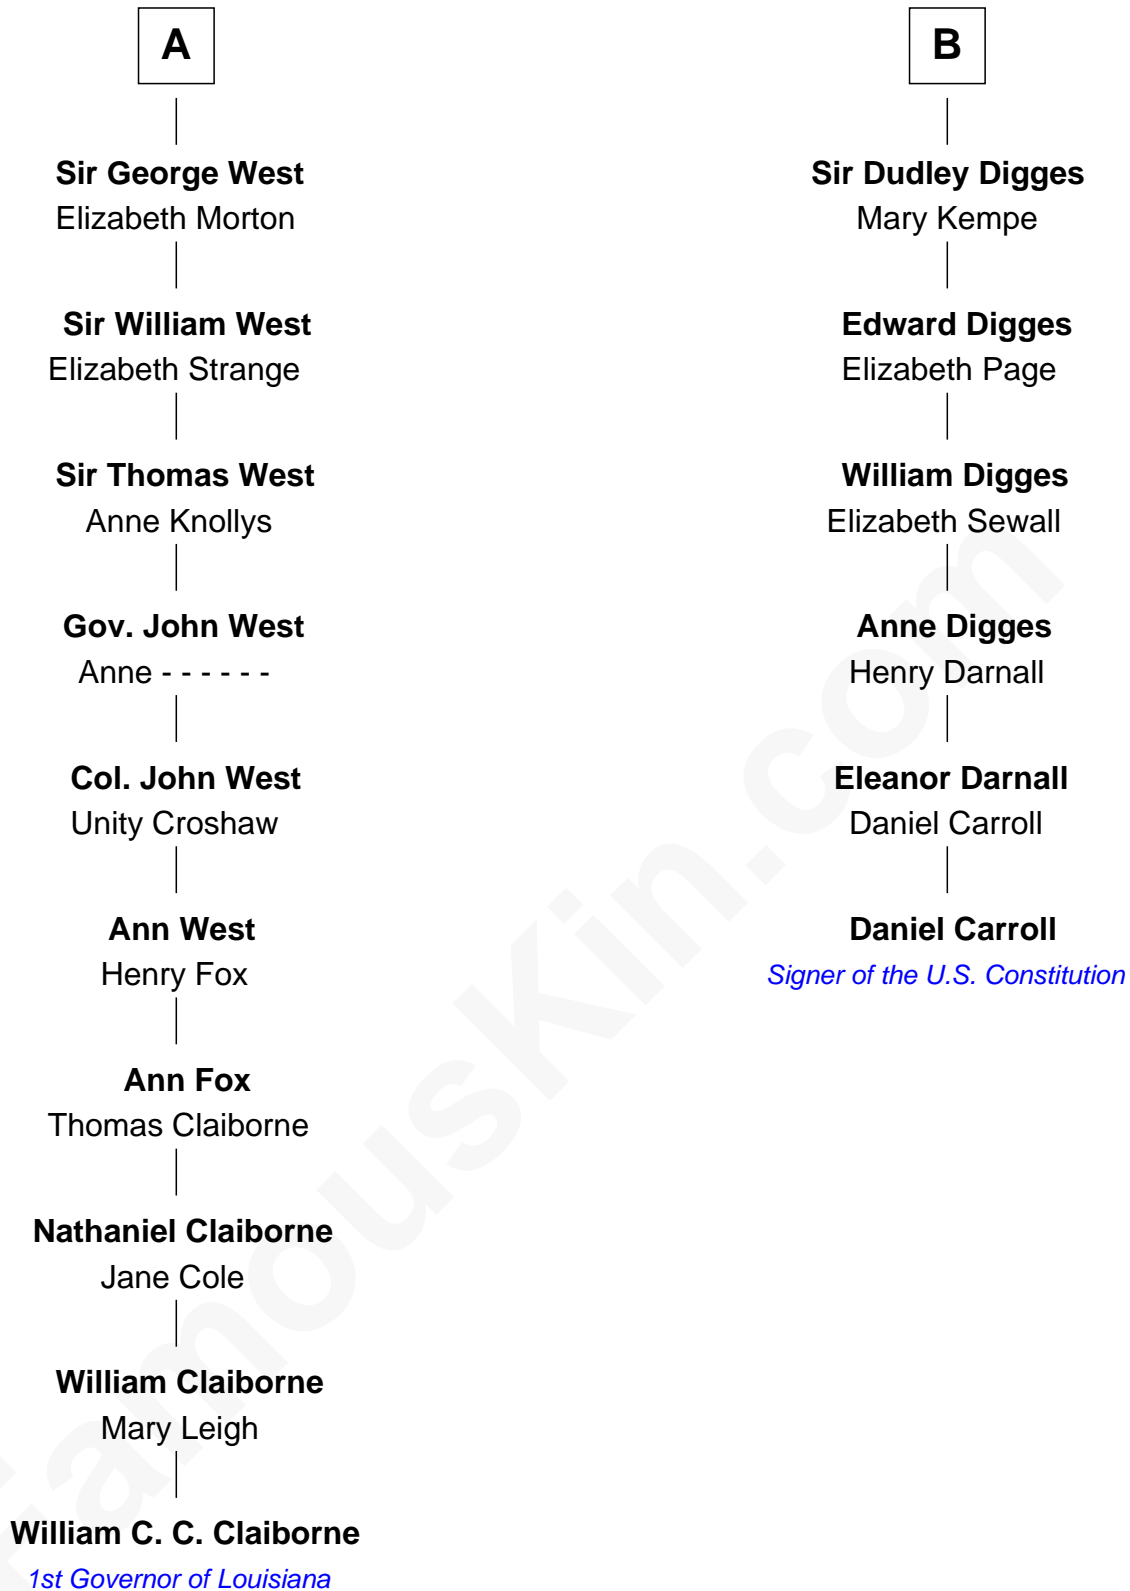 A
Sir George West
Elizabeth Morton
Sir William West
Elizabeth Strange
Sir Thomas West
Anne Knollys
Gov. John West
Anne - - - - - -
Col. John West
Unity Croshaw
Ann West
Henry Fox
Ann Fox
Thomas Claiborne
Nathaniel Claiborne
Jane Cole
William Claiborne
Mary Leigh
William C. C. Claiborne
1st Governor of Louisiana
B
Sir Dudley Digges
Mary Kempe
Edward Digges
Elizabeth Page
William Digges
Elizabeth Sewall
Anne Digges
Henry Darnall
Eleanor Darnall
Daniel Carroll
Daniel Carroll
Signer of the U.S. Constitution
FamousKin.com